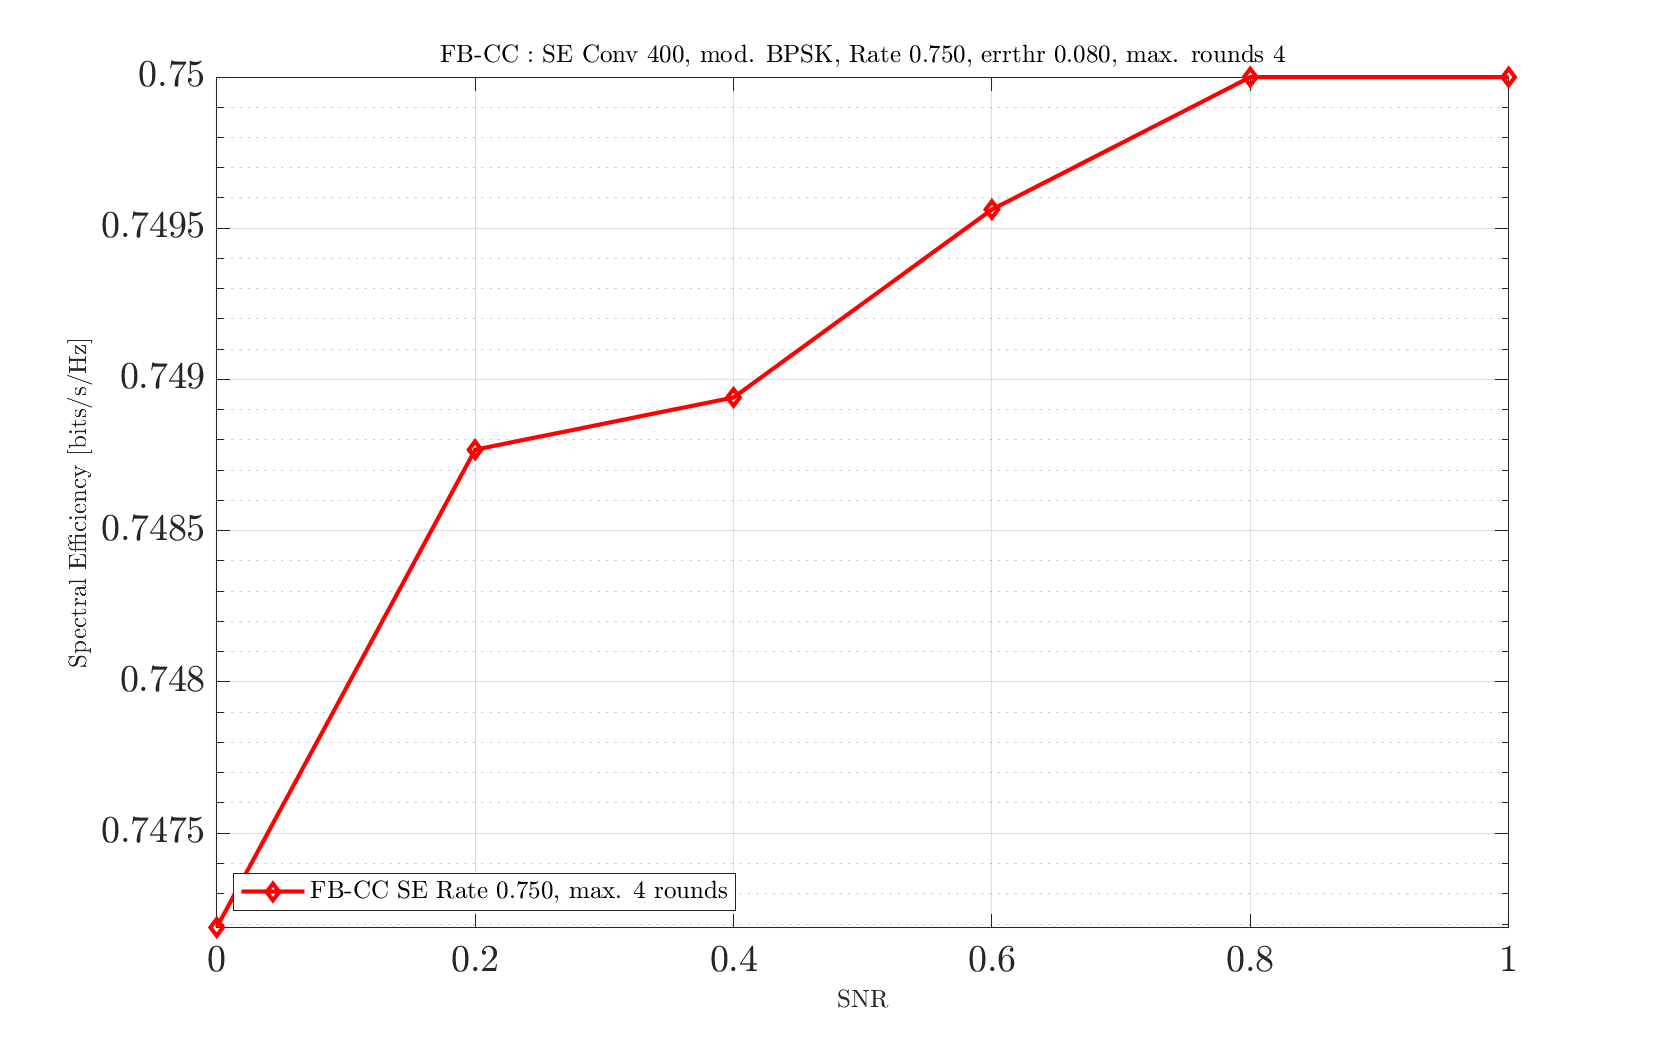 FB-CC : SE Conv 400, mod. BPSK, Rate 0.750, errthr 0.080, max. rounds 4
0.75
0.7495
0.749
0.7485
0.748
0.7475
Spectral Efficiency [bits/s/Hz]
FB-CC SE Rate 0.750, max. 4 rounds
0 0.2 0.4 0.6 0.8 1
SNR